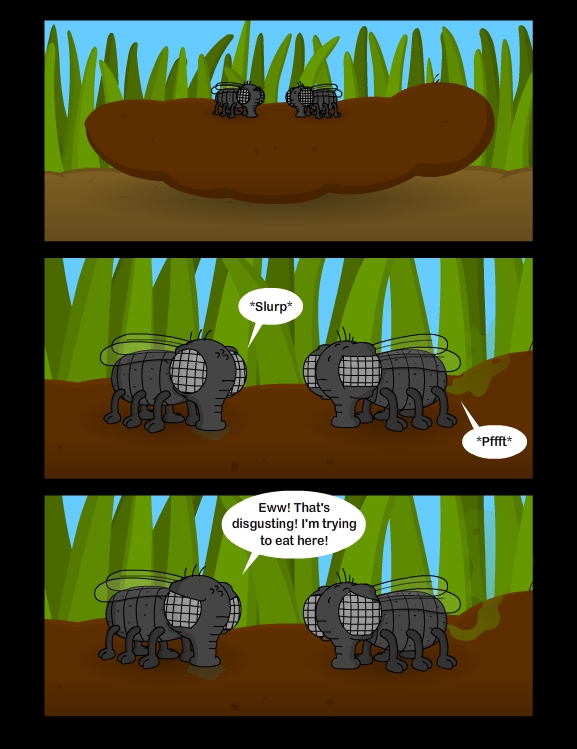 *Slurp*
*Pffft*
Eww! That's
disgusting! I'm trying
to eat here!